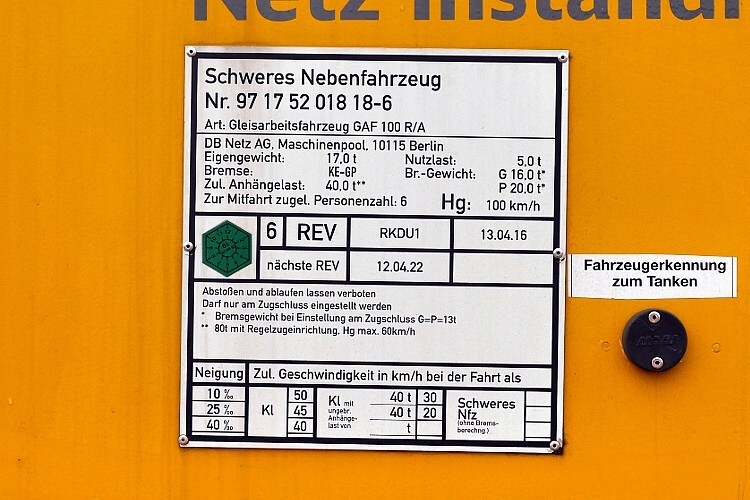 Netz Instand
Schweres Nebenfahrzeug
Nr. 97 17 52 018 18-6
Art: Gleisarbeitsfahrzeug GAF 100 R/A
DB Netz AG, Maschinenpool, 10115 Berlin
Eigengewicht: 17,0 t Nutzlast: 5,0 t
Bremse: KE-GP Br.-Gewicht: G 16,0 t*
Zul. Anhängelast: 40,0 t** P 20,0 t*
Zur Mitfahrt zugel. Personenzahl: 6 Hg: 100 km/h
6 REV RKDU1 13.04.16
nächste REV 12.04.22
Fahrzeugerkennung
zum Tanken
Abstoßen und ablaufen lassen verboten
Darf nur am Zugschluss eingestellt werden
* Bremsgewicht bei Einstellung am Zugschluss G=P=13t
** 80t mit Regelzugeinrichtung, Hg max. 60km/h
Neigung Zul. Geschwindigkeit in km/h bei der Fahrt als
10 ‰ 50 40 t 30
25 ‰ Kl 45 Kl mit ungebr. Anhänge- last von 40 t 20 Schweres Nfz (ohne Brems- berechng.)
40 ‰ 40 t